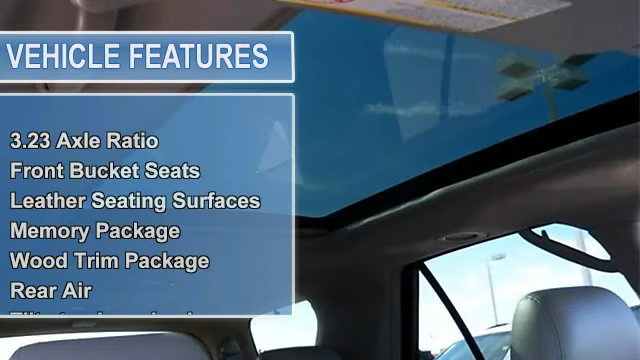 VEHICLE FEATURES
3.23 Axle Ratio
Front Bucket Seats
Leather Seating Surfaces
Memory Package
Wood Trim Package
Rear Air